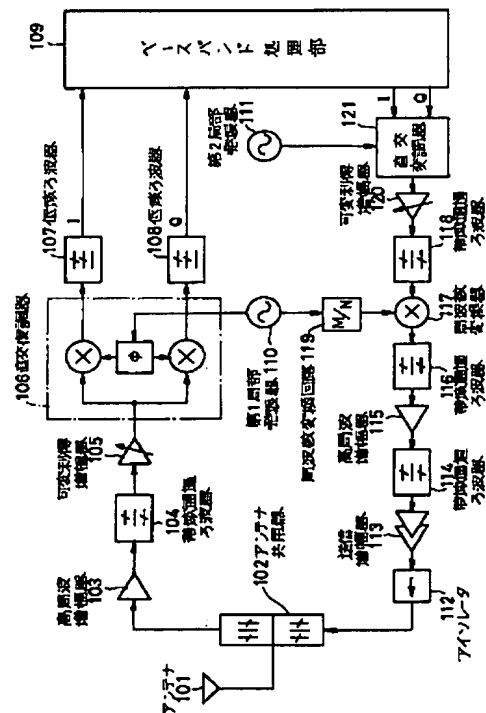 109
ベースバンド処理部
107 低域ろ波器
I
108 低域ろ波器
Q
106 直交復調器
Φ
可変利得
増幅器
105
104
帯域通過
ろ波器
高周波
増幅器
103
102 アンテナ
共用器
アンテナ
101
第1局部
発振器
110
周波数変換回路 119
M/N
第2局部
発振器
111
I
Q
121
直交
変調器
可変利得
増幅器
120
118
帯域通過
ろ波器
117
周波数
変換器
116
帯域通過
ろ波器
高周波
増幅器
115
114
帯域通過
ろ波器
送信
増幅器
113
112
アイソレータ